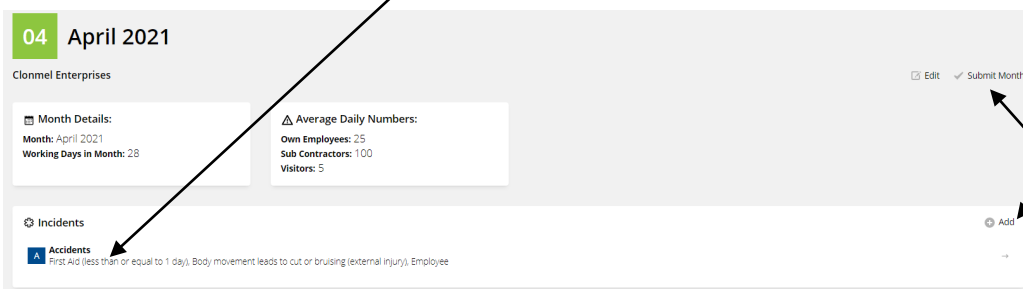 04 April 2021
Clonmel Enterprises
Edit Submit Month
Month Details:
Month: April 2021
Working Days in Month: 28
Average Daily Numbers:
Own Employees: 25
Sub Contractors: 100
Visitors: 5
Incidents
Add
A Accidents
First Aid (less than or equal to 1 day), Body movement leads to cut or bruising (external injury), Employee